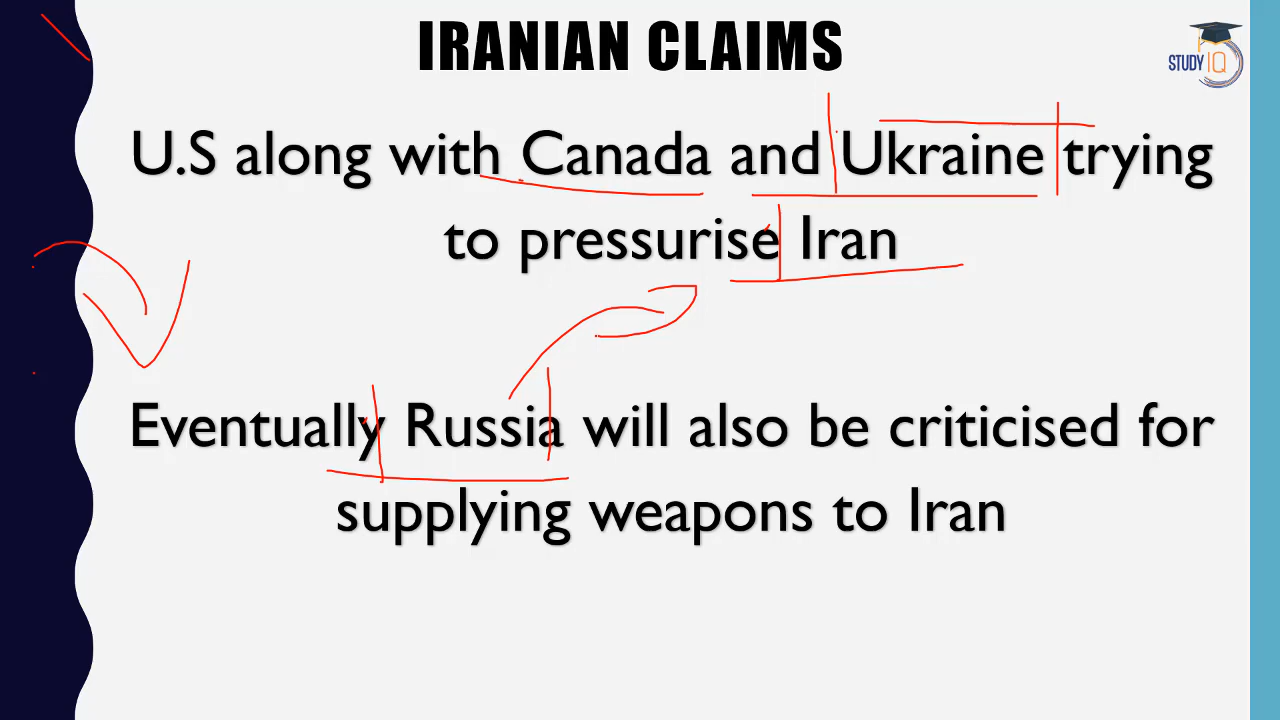 IRANIAN CLAIMS
STUDY IQ
U.S along with Canada and Ukraine trying
to pressurise Iran
Eventually Russia will also be criticised for
supplying weapons to Iran